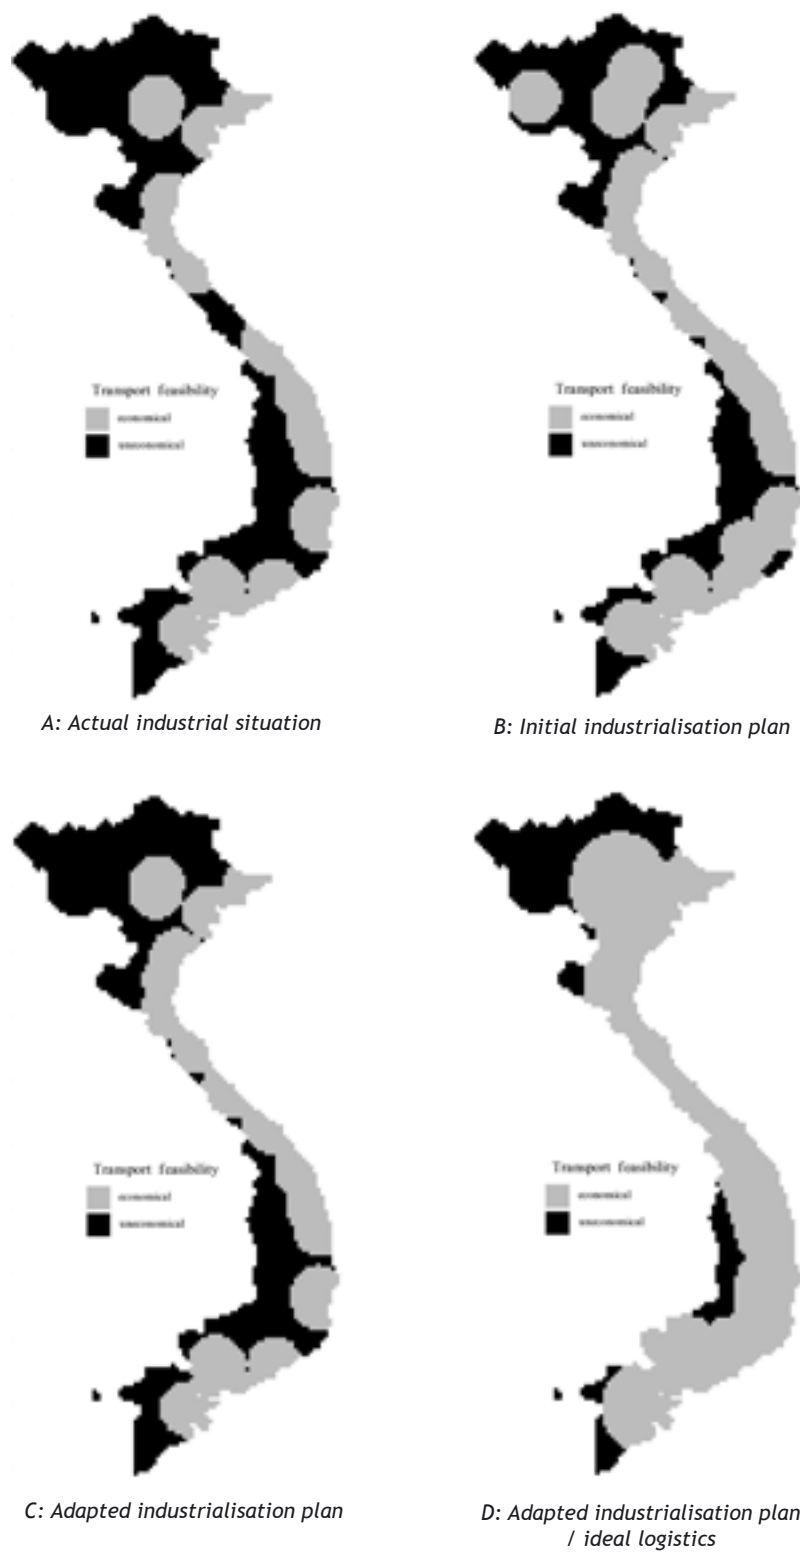 Transport feasibility
economical
uneconomical
Transport feasibility
economical
uneconomical
A: Actual industrial situation
B: Initial industrialisation plan
Transport feasibility
economical
uneconomical
Transport feasibility
economical
uneconomical
C: Adapted industrialisation plan
D: Adapted industrialisation plan
/ ideal logistics